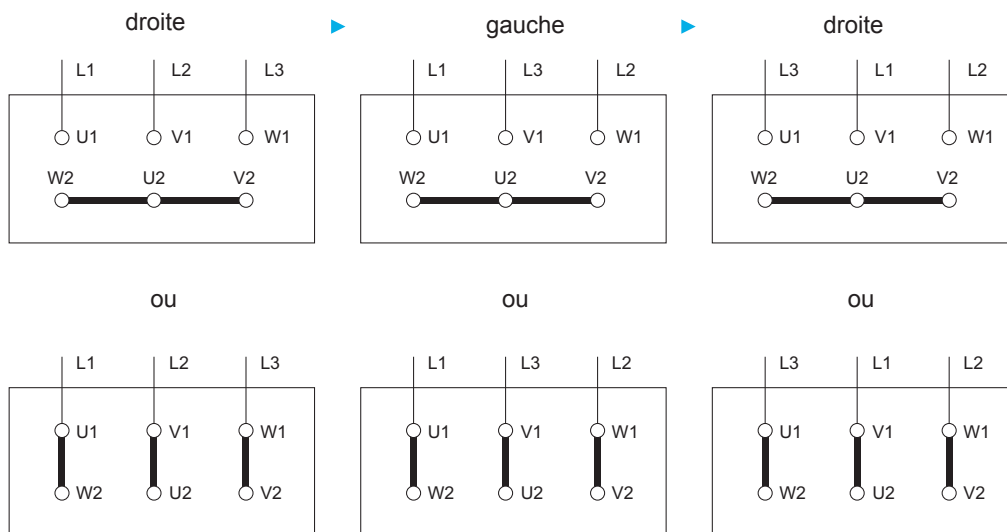 droite ► gauche ► droite
L1 L2 L3 L1 L3 L2 L3 L1 L2
U1 V1 W1 U1 V1 W1 U1 V1 W1
W2 U2 V2 W2 U2 V2 W2 U2 V2
ou ou ou
L1 L2 L3 L1 L3 L2 L3 L1 L2
U1 V1 W1 U1 V1 W1 U1 V1 W1
W2 U2 V2 W2 U2 V2 W2 U2 V2